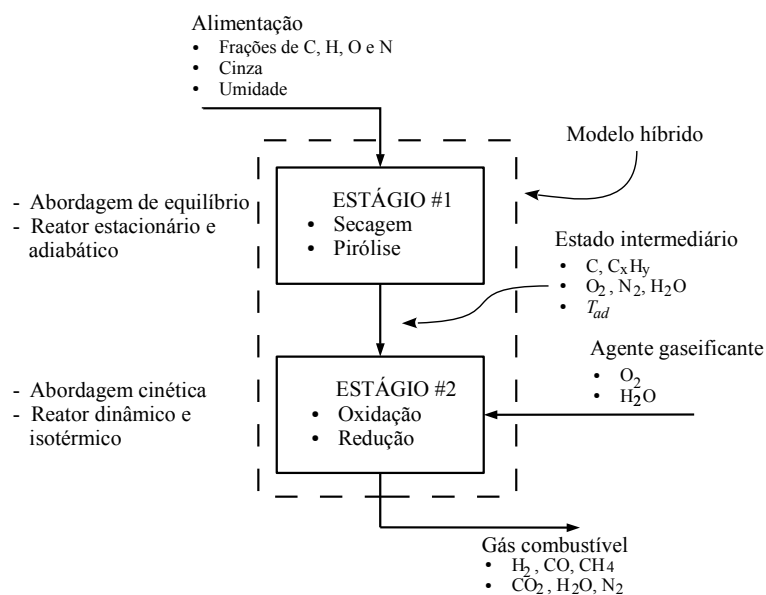 Alimentação
• Frações de C, H, O e N
• Cinza
• Umidade
Modelo híbrido
- Abordagem de equilíbrio
- Reator estacionário e
adiabático
ESTÁGIO #1
• Secagem
• Pirólise
Estado intermediário
• C, CxHy
• O2 , N2, H2O
• Tad
Agente gaseificante
• O2
• H2O
- Abordagem cinética
- Reator dinâmico e
isotérmico
ESTÁGIO #2
• Oxidação
• Redução
Gás combustível
• H2 , CO, CH4
• CO2 , H2O, N2